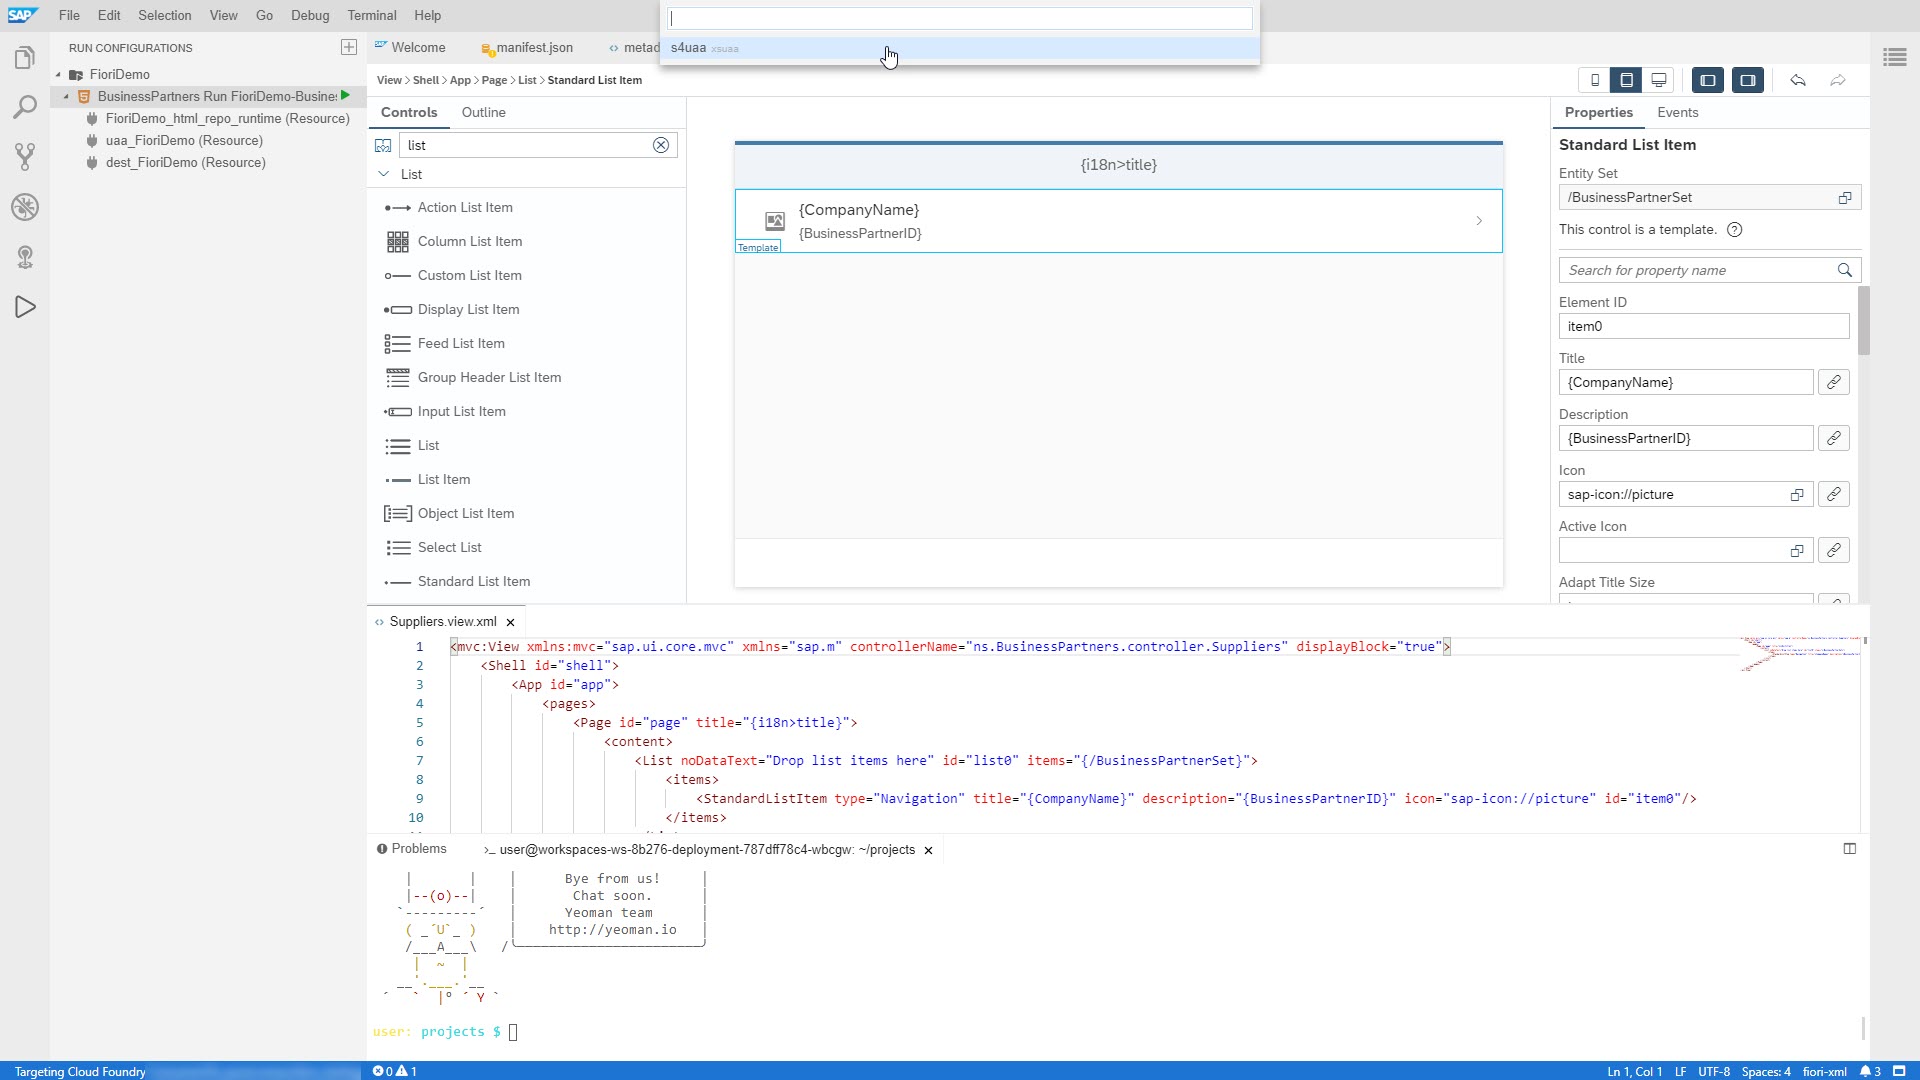 SAP File Edit Selection View Go Debug Terminal Help
s4uaa xsuaa
RUN CONFIGURATIONS
FioriDemo
BusinessPartners Run FioriDemo-Busine
FioriDemo_html_repo_runtime (Resource)
uaa_FioriDemo (Resource)
dest_FioriDemo (Resource)
Welcome manifest.json metad
View > Shell > App > Page > List > Standard List Item
Controls Outline
list
List
Action List Item
Column List Item
Custom List Item
Display List Item
Feed List Item
Group Header List Item
Input List Item
List
List Item
Object List Item
Select List
Standard List Item
{i18n>title}
{CompanyName}
{BusinessPartnerID}
Template
Properties Events
Standard List Item
Entity Set
/BusinessPartnerSet
This control is a template.
Search for property name
Element ID
item0
Title
{CompanyName}
Description
{BusinessPartnerID}
Icon
sap-icon://picture
Active Icon
Adapt Title Size
Suppliers.view.xml
1 <mvc:View xmlns:mvc="sap.ui.core.mvc" xmlns="sap.m" controllerName="ns.BusinessPartners.controller.Suppliers" displayBlock="true">
2 <Shell id="shell">
3 <App id="app">
4 <pages>
5 <Page id="page" title="{i18n>title}">
6 <content>
7 <List noDataText="Drop list items here" id="list0" items="{/BusinessPartnerSet}">
8 <items>
9 <StandardListItem type="Navigation" title="{CompanyName}" description="{BusinessPartnerID}" icon="sap-icon://picture" id="item0"/>
10 </items>
Problems >_ user@workspaces-ws-8b276-deployment-787dff78c4-wbcgw: ~/projects
| | | Bye from us! |
|--(o)--| | Chat soon. |
`---------´ | Yeoman team |
( _´U`_ ) | http://yeoman.io |
/___A___\ /
| ~ |
__'.___.'__
´ ` |° ´ Y `
user: projects $
Targeting Cloud Foundry
0 1
Ln 1, Col 1 LF UTF-8 Spaces: 4 fiori-xml 3